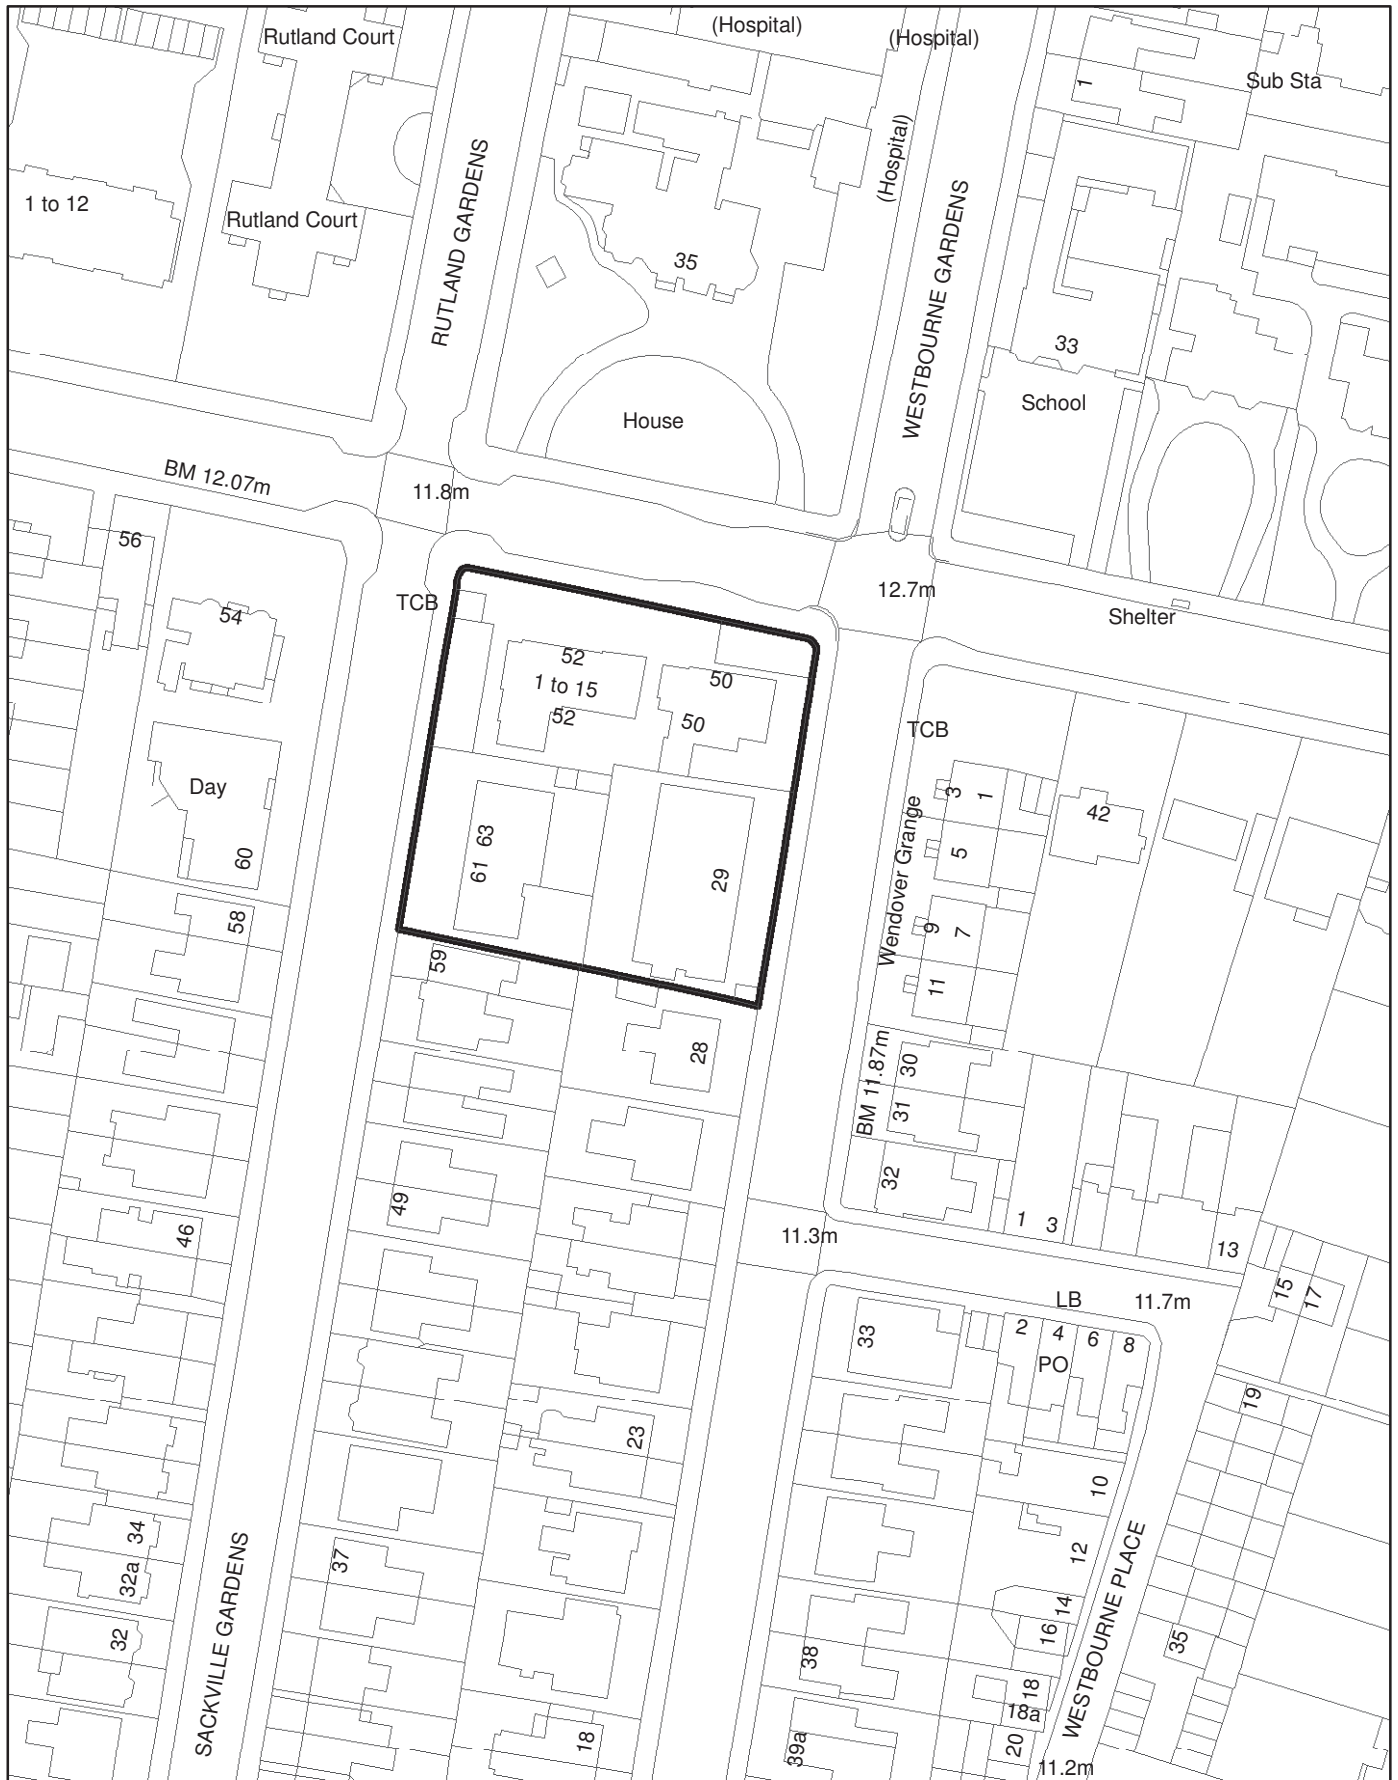 (Hospital)
(Hospital)
Rutland Court
Sub Sta
1
(Hospital)
RUTLAND GARDENS
1 to 12
Rutland Court
WESTBOURNE GARDENS
35
33
School
House
BM 12.07m
11.8m
56
12.7m
TCB
54
Shelter
52
1 to 15
52
50
50
TCB
Day
3
1
42
Wendover Grange
63
61
5
60
29
58
9
7
59
11
28
BM 11.87m
30
31
32
49
46
1
3
11.3m
13
15
17
LB
11.7m
33
2
4
6
8
PO
19
23
10
34
37
12
32a
WESTBOURNE PLACE
14
32
16
35
38
SACKVILLE GARDENS
18
18a
18
39a
20
11.2m